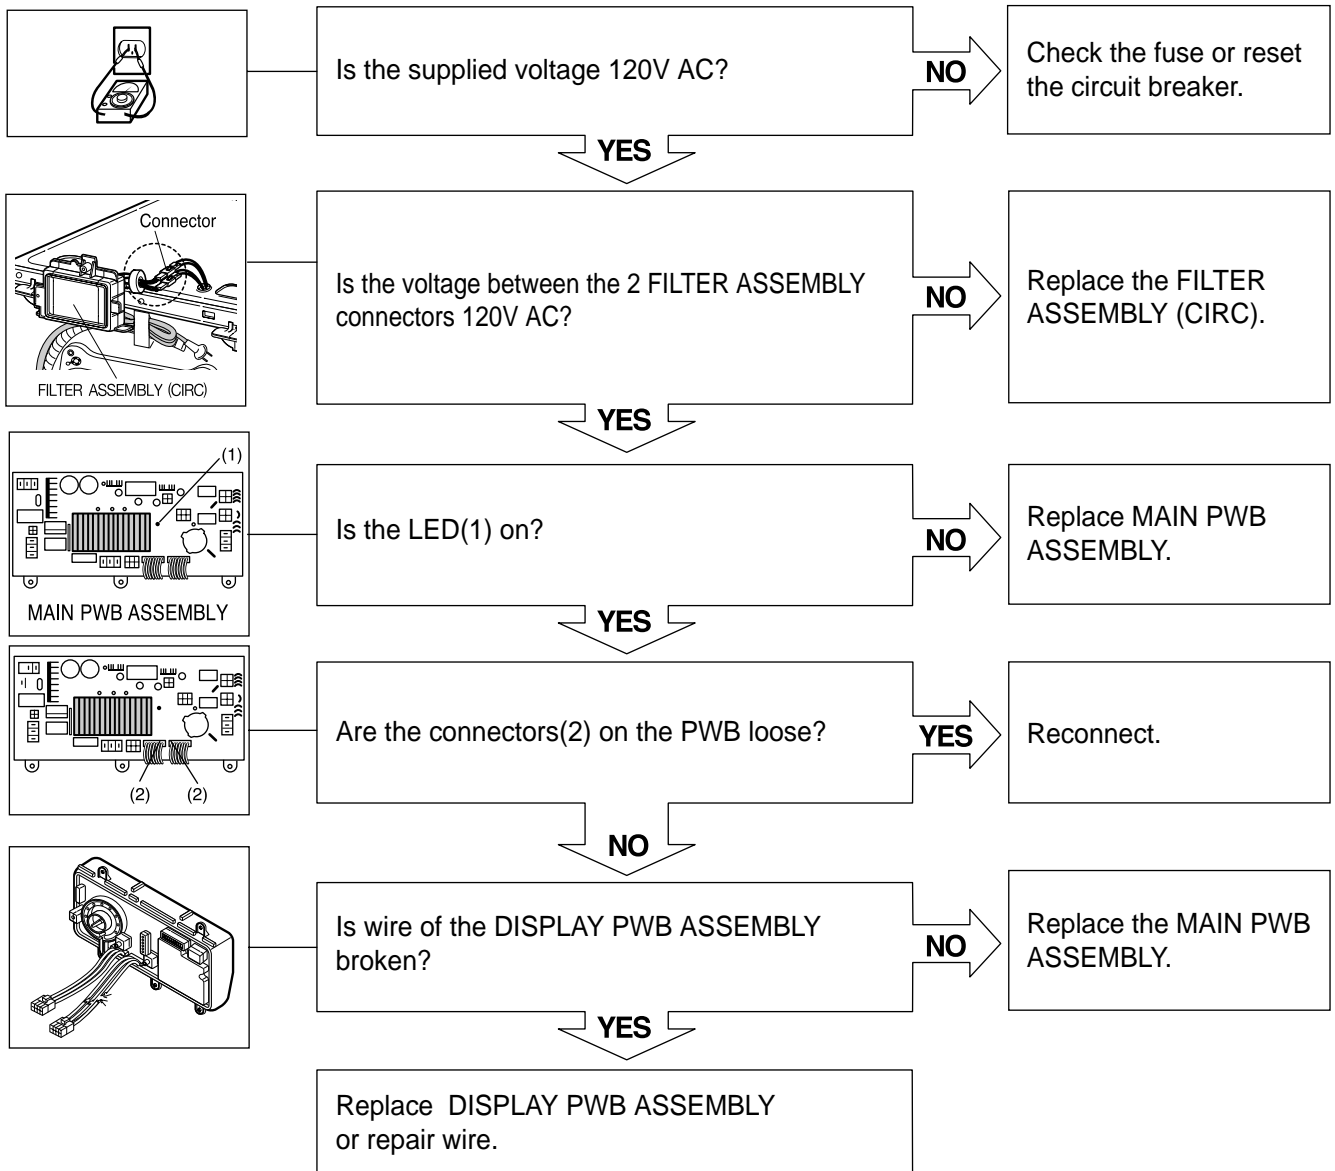 Is the supplied voltage 120V AC?
NO
Check the fuse or reset
the circuit breaker.
YES
Connector
FILTER ASSEMBLY (CIRC)
Is the voltage between the 2 FILTER ASSEMBLY
connectors 120V AC?
NO
Replace the FILTER
ASSEMBLY (CIRC).
YES
(1)
MAIN PWB ASSEMBLY
Is the LED(1) on?
NO
Replace MAIN PWB
ASSEMBLY.
YES
(2) (2)
Are the connectors(2) on the PWB loose?
YES
Reconnect.
NO
Is wire of the DISPLAY PWB ASSEMBLY
broken?
NO
Replace the MAIN PWB
ASSEMBLY.
YES
Replace DISPLAY PWB ASSEMBLY
or repair wire.